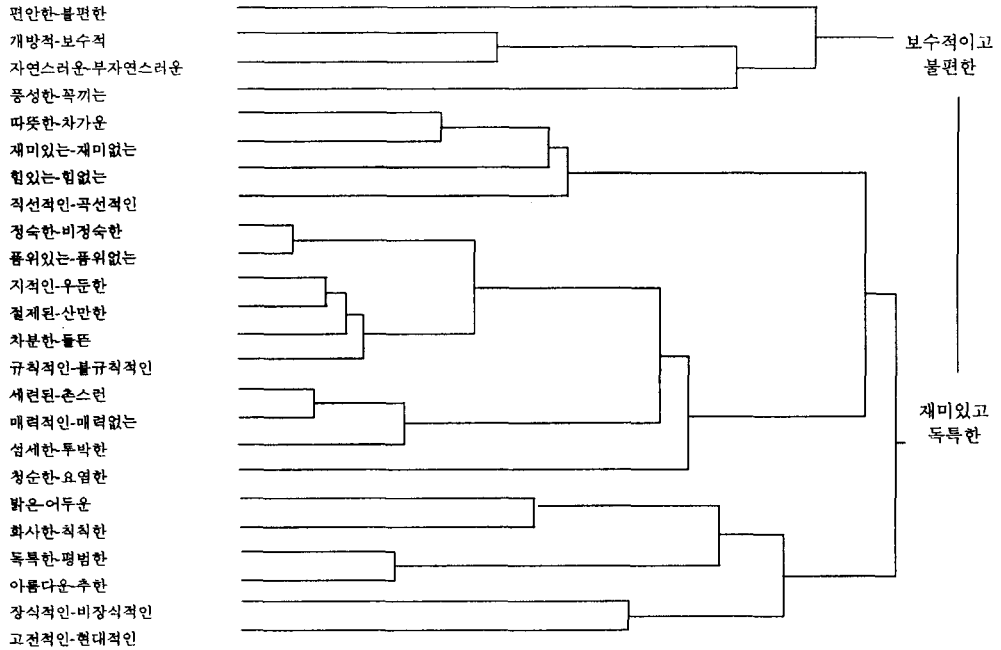 편안한-불편한
개방적-보수적
자연스러운-부자연스러운
풍성한-꼭끼는
따뜻한-차가운
재미있는-재미없는
힘있는-힘없는
직선적인-곡선적인
정숙한-비정숙한
품위있는-품위없는
지적인-우둔한
절제된-산만한
차분한-들뜬
규칙적인-불규칙적인
세련된-촌스런
매력적인-매력없는
섬세한-투박한
청순한-요염한
밝은-어두운
화사한-칙칙한
독특한-평범한
아름다운-추한
장식적인-비장식적인
고전적인-현대적인
보수적이고
불편한
재미있고
독특한